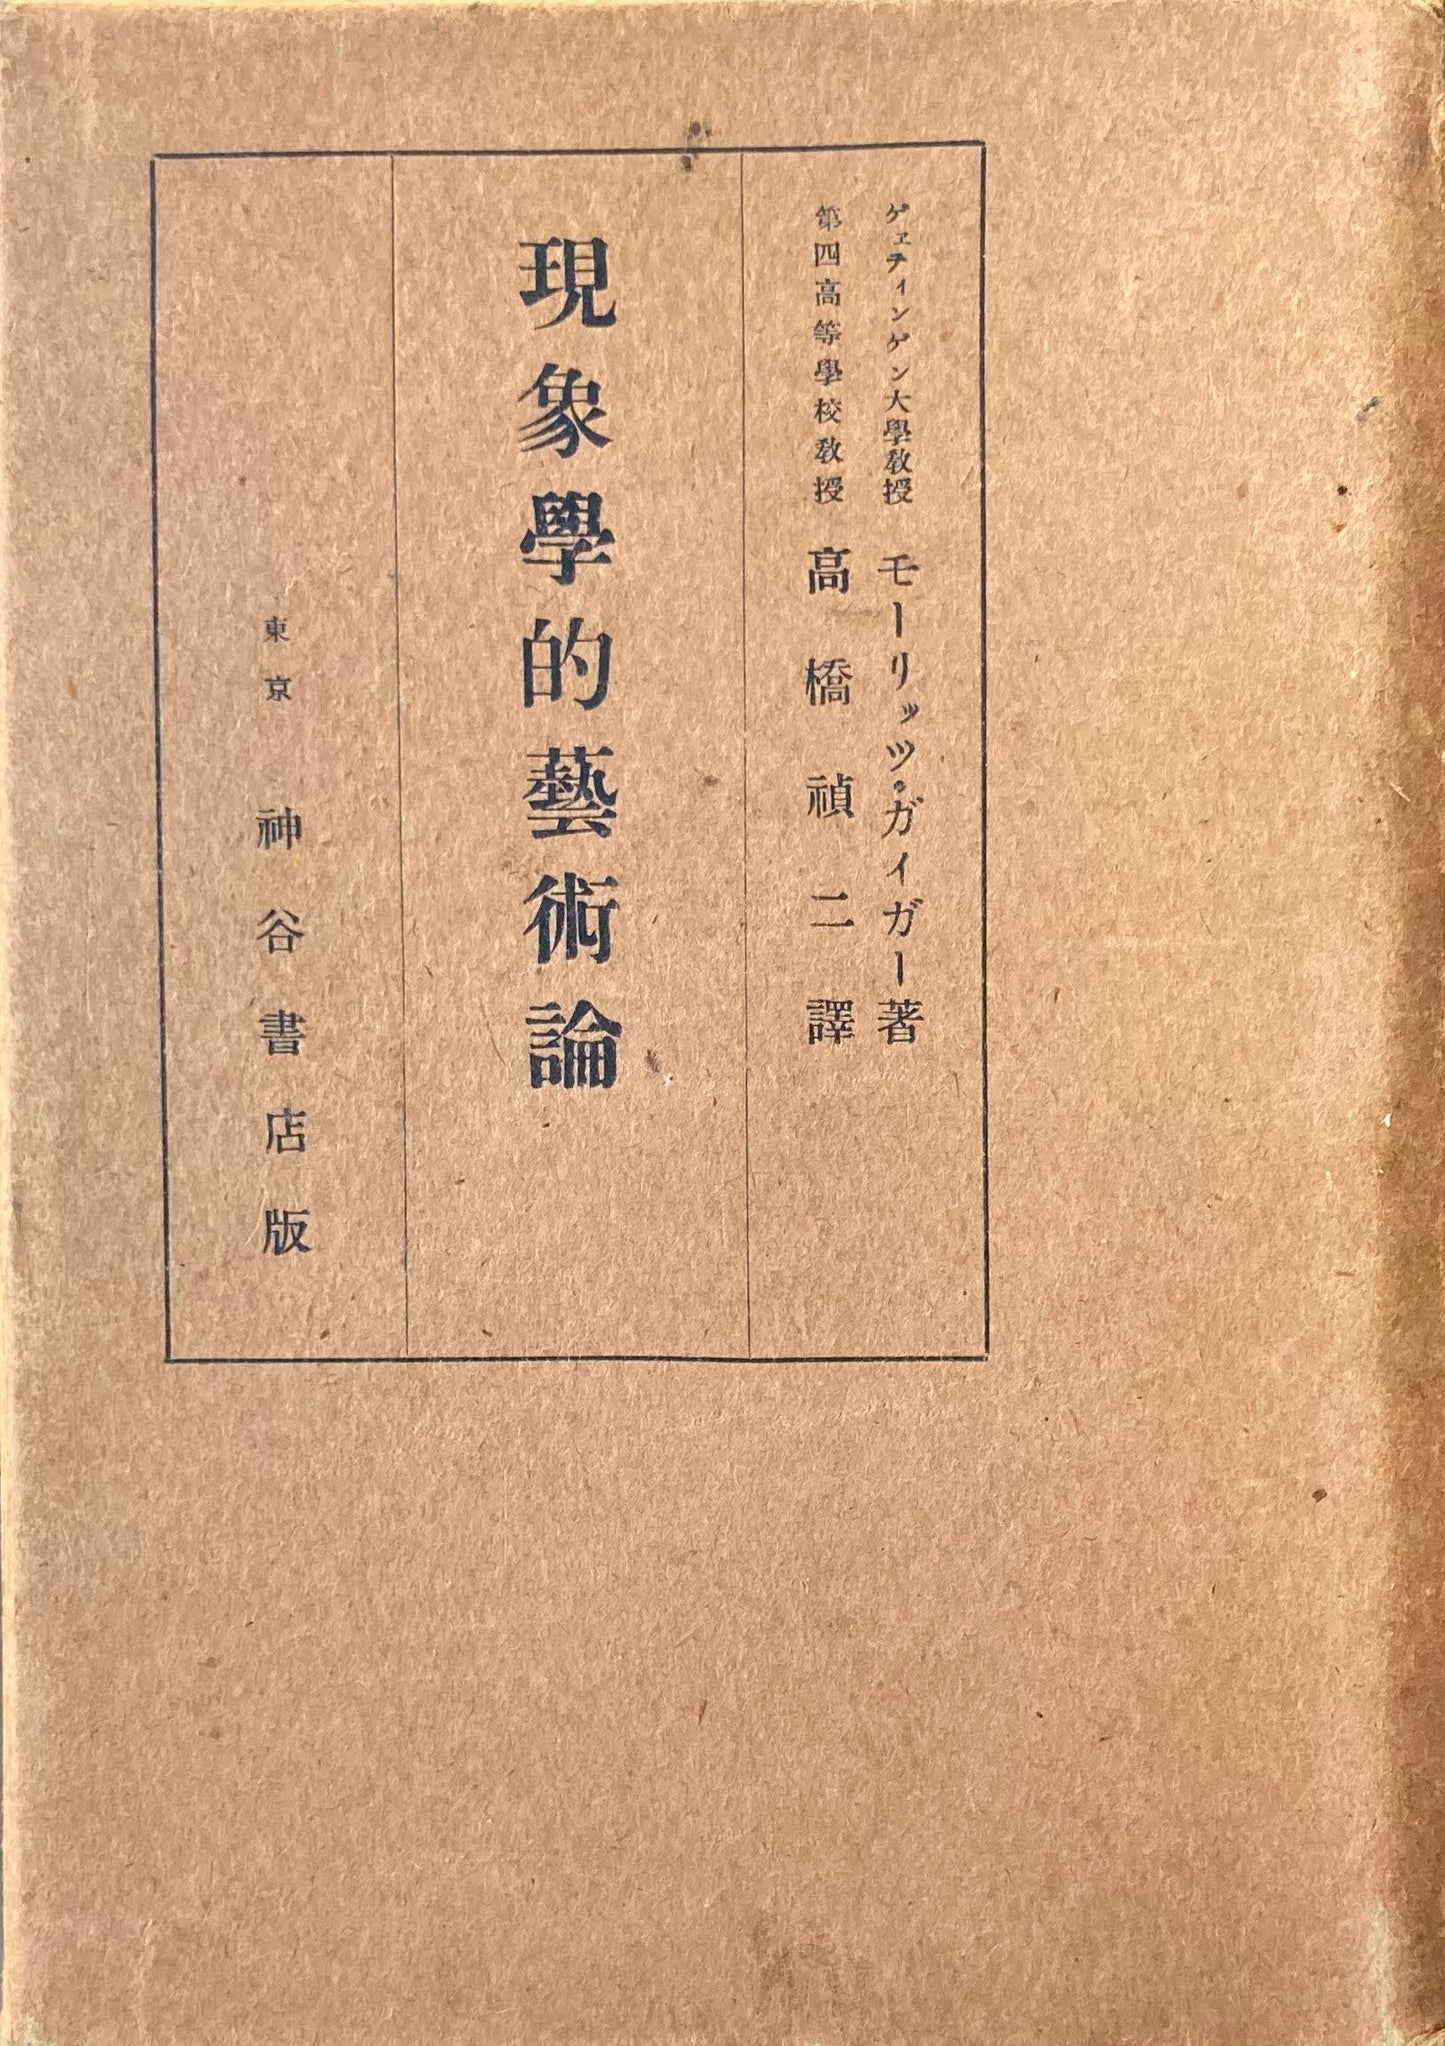 ゲェティンゲン大學教授 モーリッツ・ガイガー著
第四高等學校教授 高橋禎二譯
現象學的藝術論
東京 神谷書店版